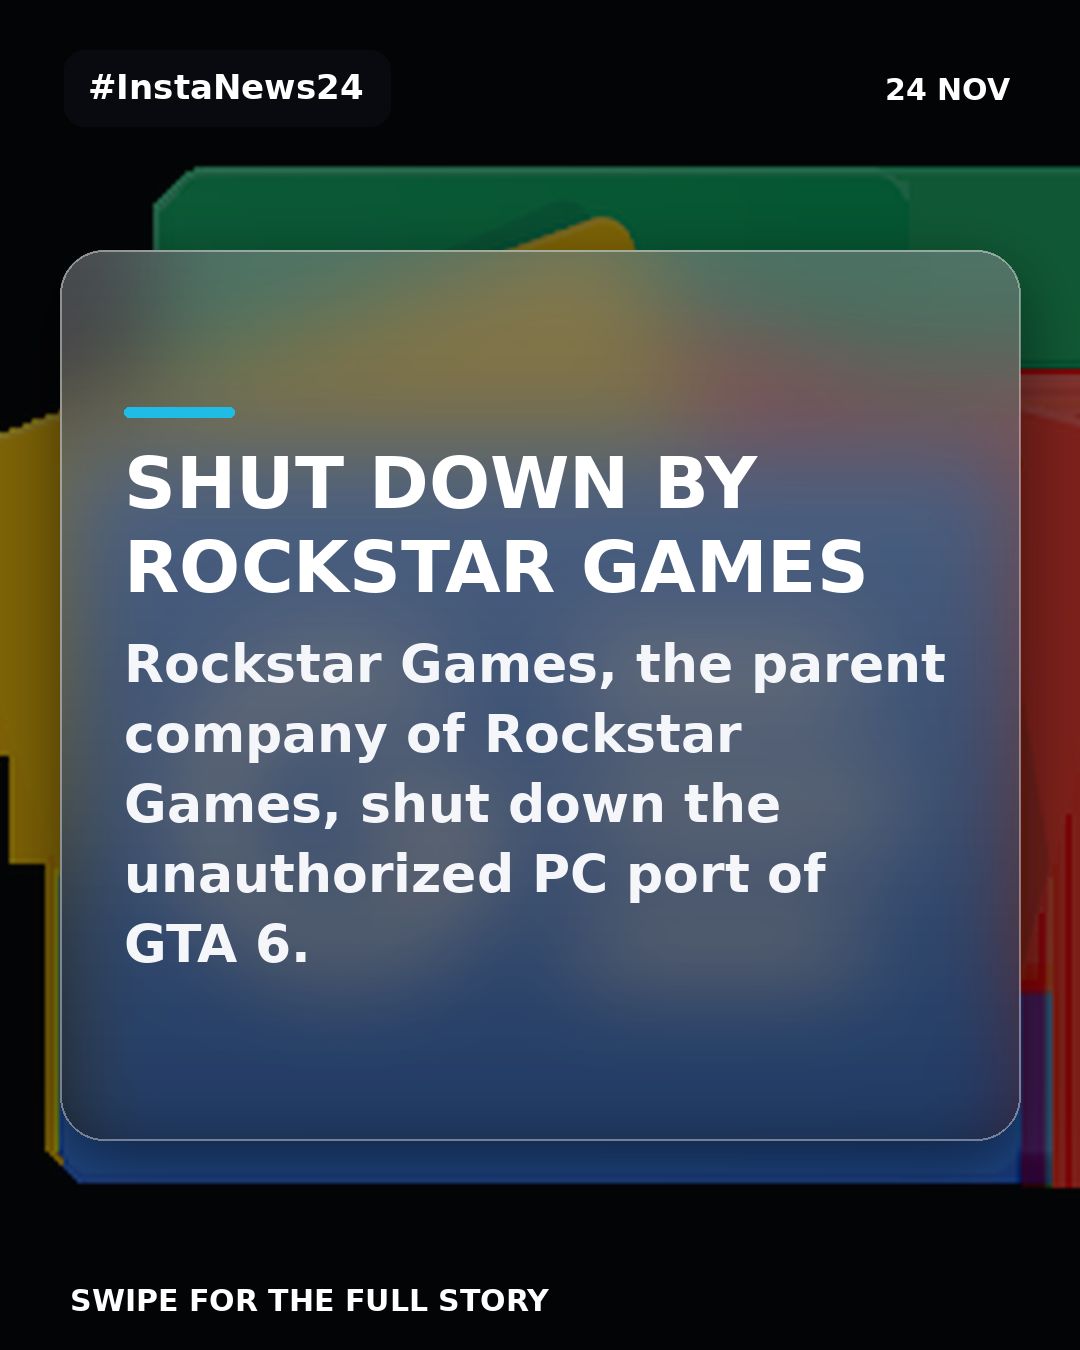 #InstaNews24
24 NOV
SHUT DOWN BY
ROCKSTAR GAMES
Rockstar Games, the parent
company of Rockstar
Games, shut down the
unauthorized PC port of
GTA 6.
SWIPE FOR THE FULL STORY